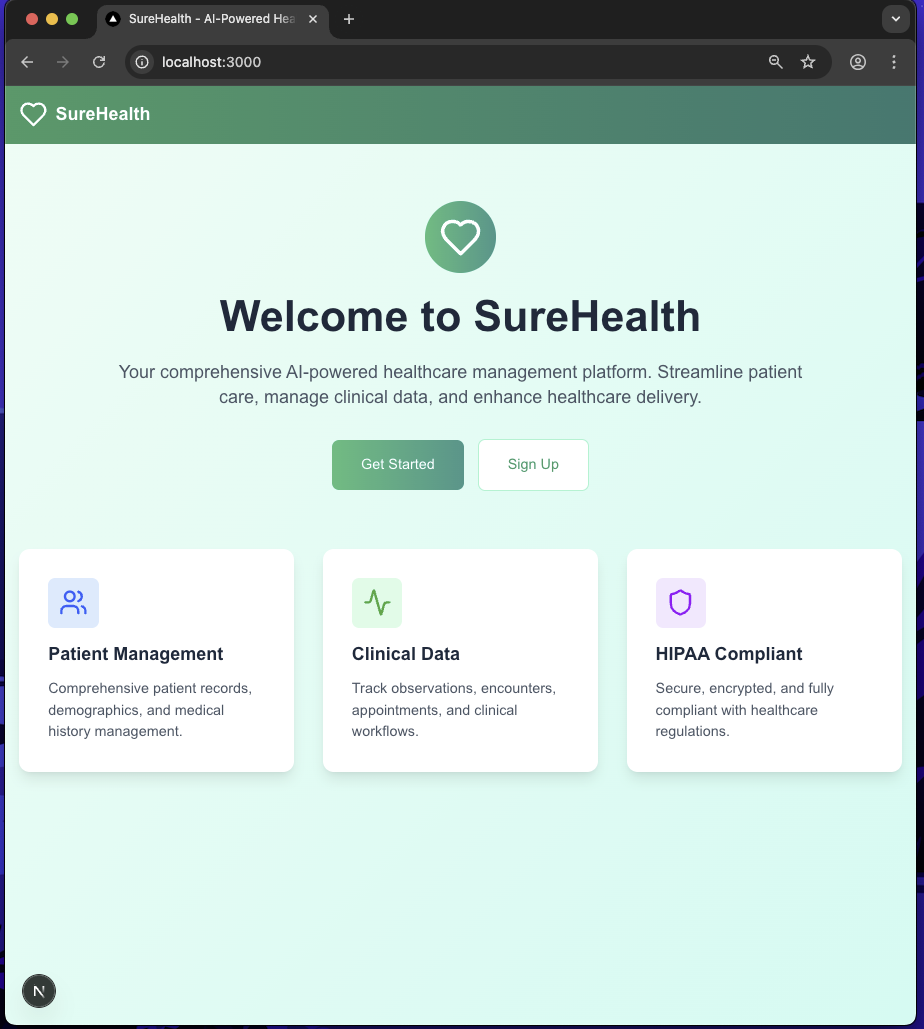 SureHealth - AI-Powered Hea
localhost:3000
SureHealth
Welcome to SureHealth
Your comprehensive AI-powered healthcare management platform. Streamline patient
care, manage clinical data, and enhance healthcare delivery.
Get Started
Sign Up
Patient Management
Comprehensive patient records,
demographics, and medical
history management.
Clinical Data
Track observations, encounters,
appointments, and clinical
workflows.
HIPAA Compliant
Secure, encrypted, and fully
compliant with healthcare
regulations.
N